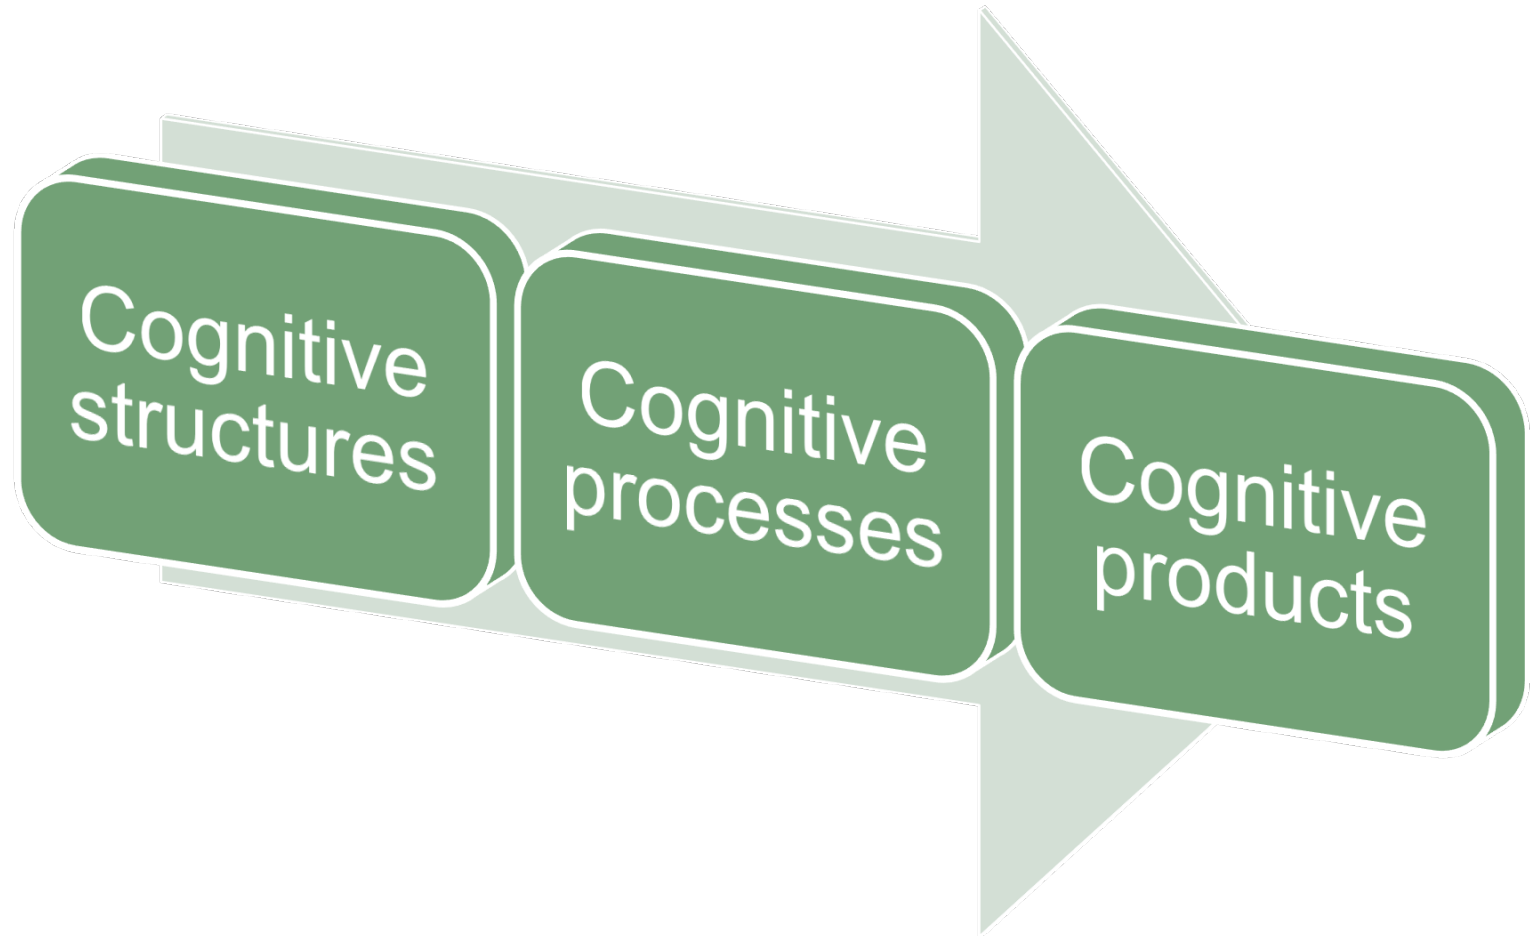 Cognitive
structures
Cognitive
processes
Cognitive
products